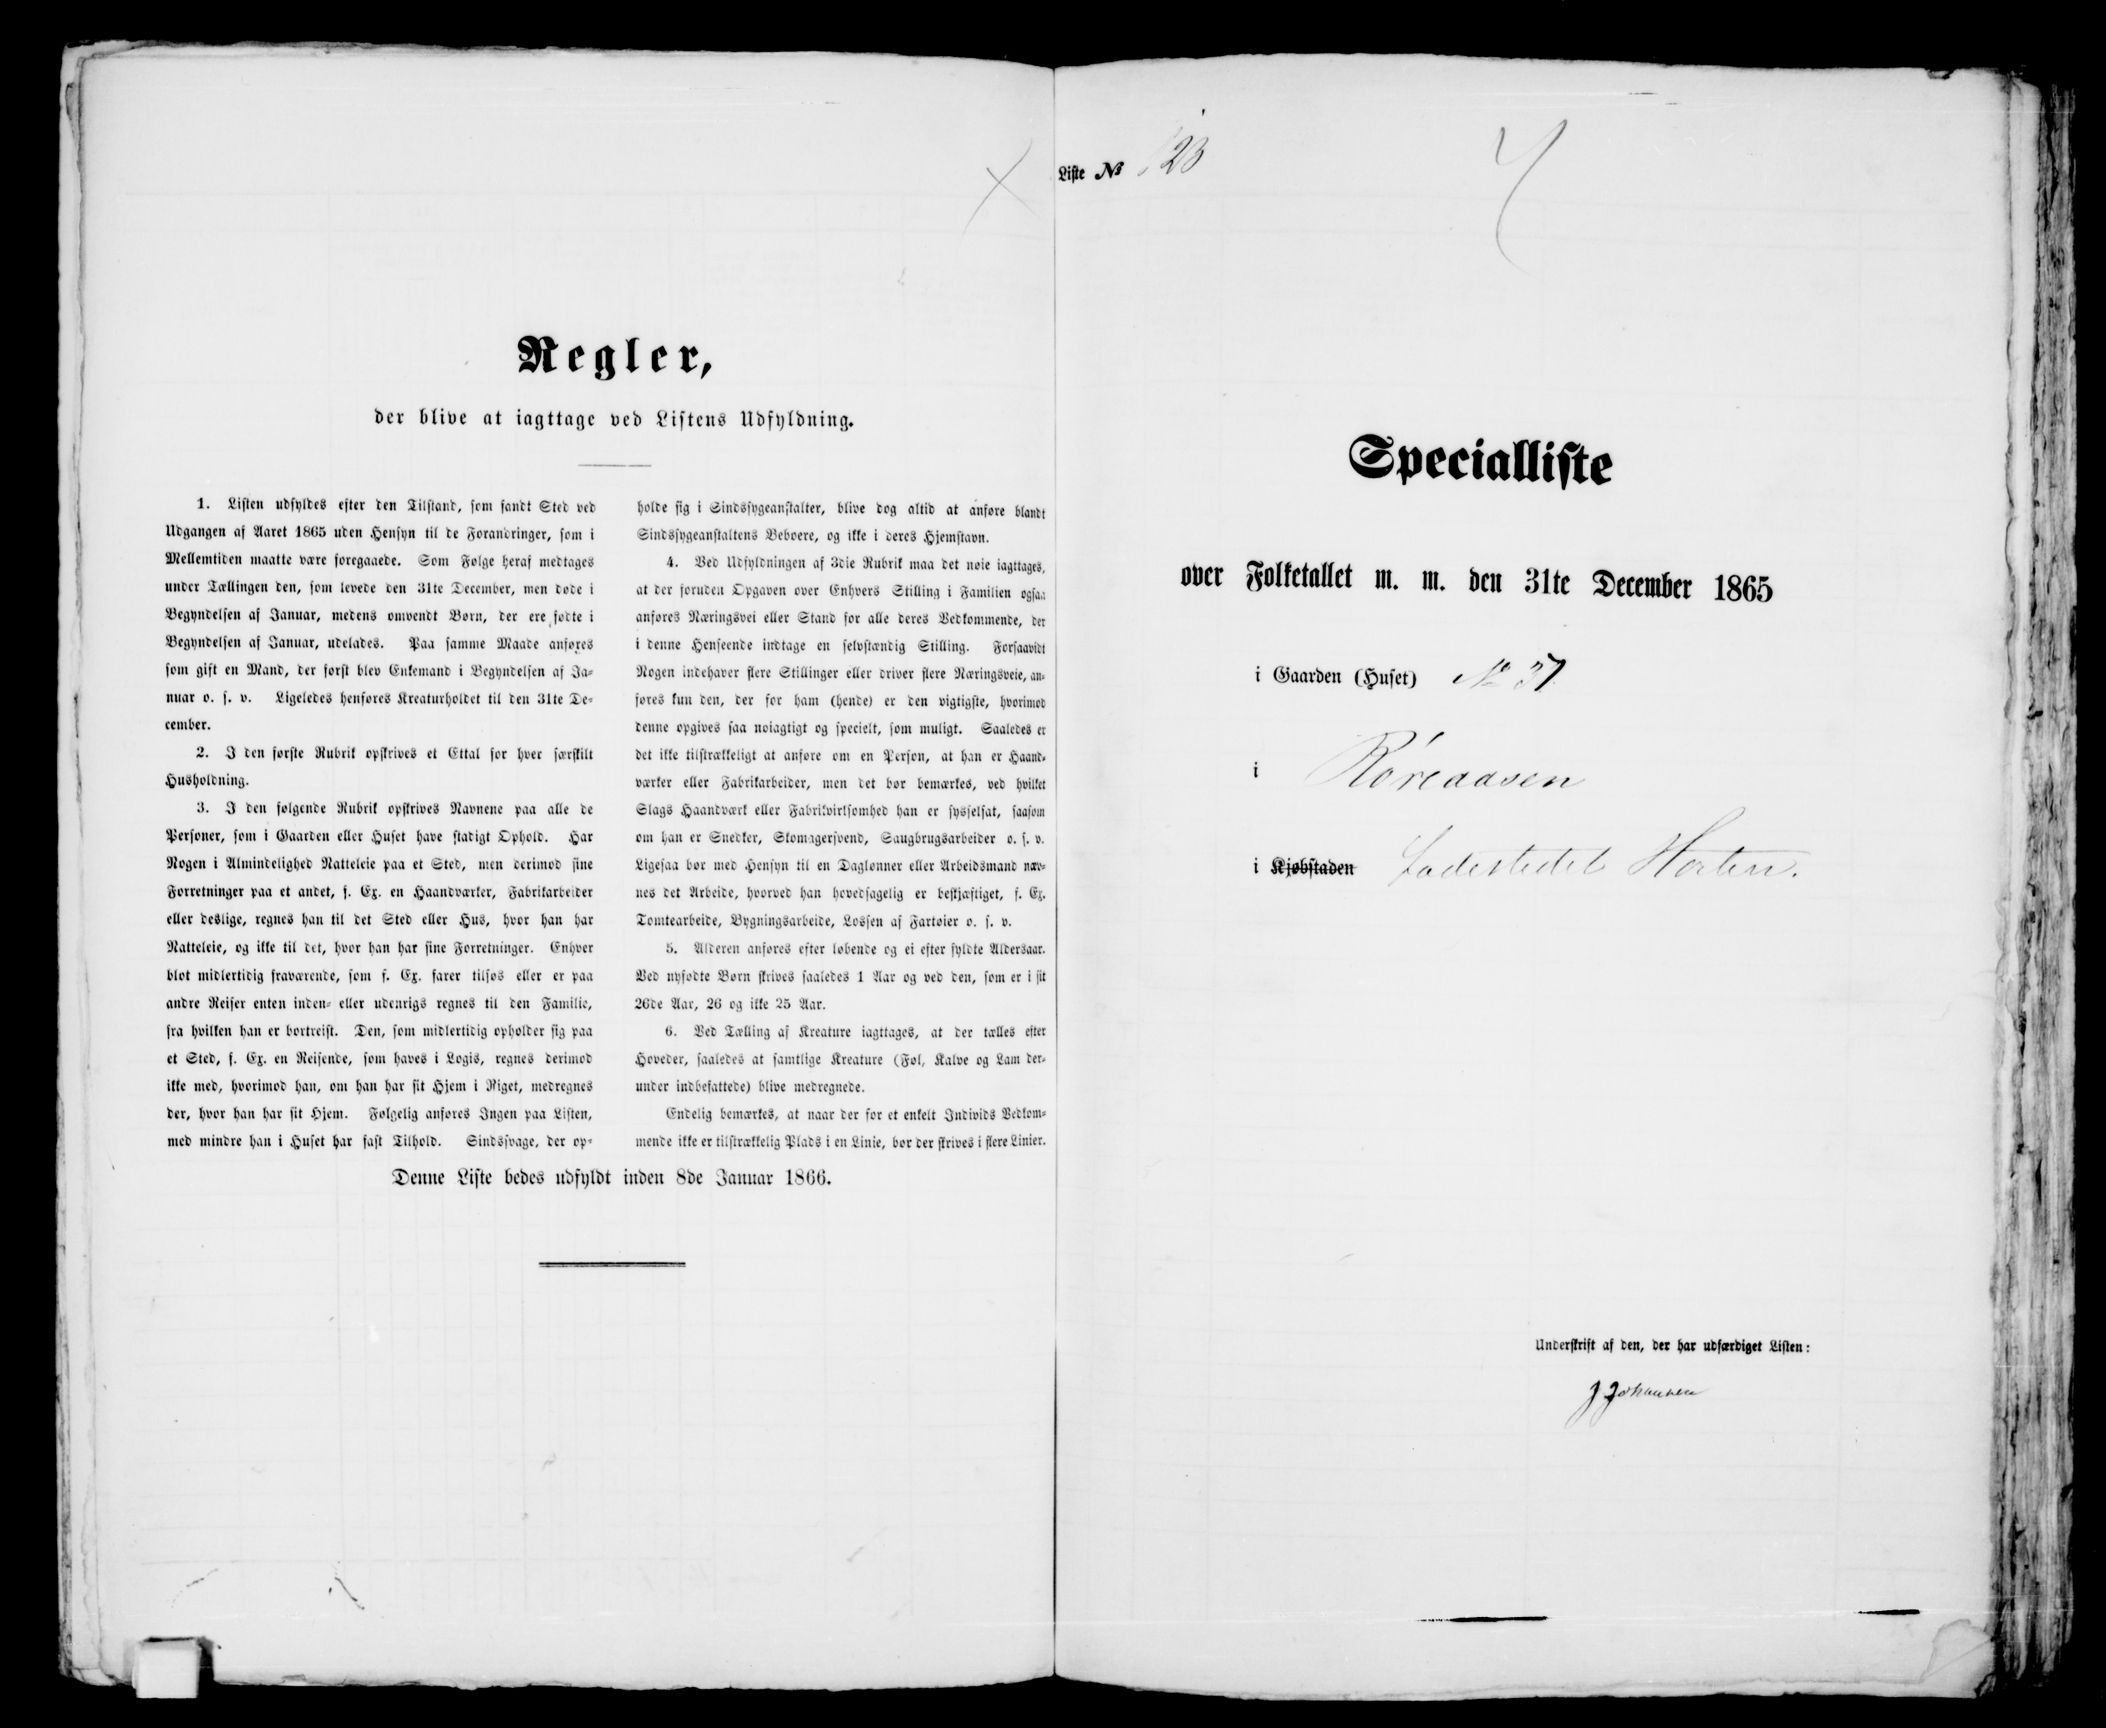 Regler,
der blive at iagttage ved Listens Udfyldning.
1. Listen udfyldes efter den Tilstand, som fandt Sted ved
Udgangen af Aaret 1865 uden Hensyn til de Forandringer, som i
Mellemtiden maatte være foregaaede. Som Følge heraf medtages
under Tællingen den, som levede den 31te December, men døde i
Begyndelsen af Januar, medens omvendt Børn, der ere fødte i
Begyndelsen af Januar, udelades. Paa samme Maade anføres
som gift en Mand, der først blev Enkemand i Begyndelsen af Ja-
nuar o. s. v. Ligeledes henføres Kreaturholdet til den 31te De-
cember.
2. I den første Rubrik opskrives et Ettal for hver særskilt
Husholdning.
3. I den følgende Rubrik opskrives Navnene paa alle de
Personer, som i Gaarden eller Huset have stadigt Ophold. Har
Nogen i Almindelighed Natteleie paa et Sted, men derimod sine
Forretninger paa et andet, f. Ex. en Haandværker, Fabrikarbeider
eller deslige, regnes han til det Sted eller Hus, hvor han har
Natteleie, og ikke til det, hvor han har sine Forretninger. Enhver
blot midlertidig fraværende, som f. Ex. farer tilsøs eller er paa
andre Reiser enten inden- eller udenrigs regnes til den Familie,
fra hvilken han er bortreist. Den, som midlertidig opholder sig paa
et Sted, f. Ex. en Reisende, som haves i Logis, regnes derimod
ikke med, hvorimod han, om han har sit Hjem i Riget, medregnes
der, hvor han har sit Hjem. Følgelig anføres Ingen paa Listen,
med mindre han i Huset har fast Tilhold. Sindssvage, der op-
holde sig i Sindssygeanstalter, blive dog altid at anføre blandt
Sindssygeanstaltens Beboere, og ikke i deres Hjemstavn.
4. Ved Udfyldningen af 3die Rubrik maa det nøie iagttages,
at der foruden Opgaven over Enhvers Stilling i Familien ogsaa
anføres Næringsvei eller Stand for alle deres Vedkommende, der
i denne Henseende indtage en selvstændig Stilling. Forsaavidt
Nogen indehaver flere Stillinger eller driver flere Næringsveie, an-
føres kun den, der for ham (hende) er den vigtigste, hvorimod
denne opgives saa nøiagtigt og specielt, som muligt. Saaledes er
det ikke tilstrækkeligt at anføre om en Person, at han er Haand-
værker eller Fabrikarbeider, men det bør bemærkes, ved hvilket
Slags Haandværk eller Fabrikvirksomhed han er sysselsat, saasom
om han er Snedker, Skomagersvend, Saugbrugsarbeider o. s. v.
Ligesaa bør med Hensyn til en Daglønner eller Arbeidsmand næv-
nes det Arbeide, hvorved han hovedsagelig er beskjæftiget, f. Ex.
Tomtearbeide, Bygningsarbeide, Lossen af Fartøier o. s. v.
5. Alderen anføres efter løbende og ei efter fyldte Aldersaar.
Ved nyfødte Børn skrives saaledes 1 Aar og ved den, som er i sit
26de Aar, 26 og ikke 25 Aar.
6. Ved Tælling af Kreature iagttages, at der tælles efter
Hoveder, saaledes at samtlige Kreature (Føl, Kalve og Lam der-
under indbefattede) blive medregnede.
Endelig bemærkes, at naar der for et enkelt Individs Vedkom-
mende ikke er tilstrækkelig Plads i en Linie, bør der skrives i flere Linier.
Denne Liste bedes udfyldt inden 8de Januar 1866.
Liste № 123
Specialliste
over Folketallet m. m. den 31te December 1865
i Gaarden (Huset) № 37
i Røreaasen
i Kjøbstaden Ladestedet Horten.
Underskrift af den, der har udfærdiget Listen:
J Johansen